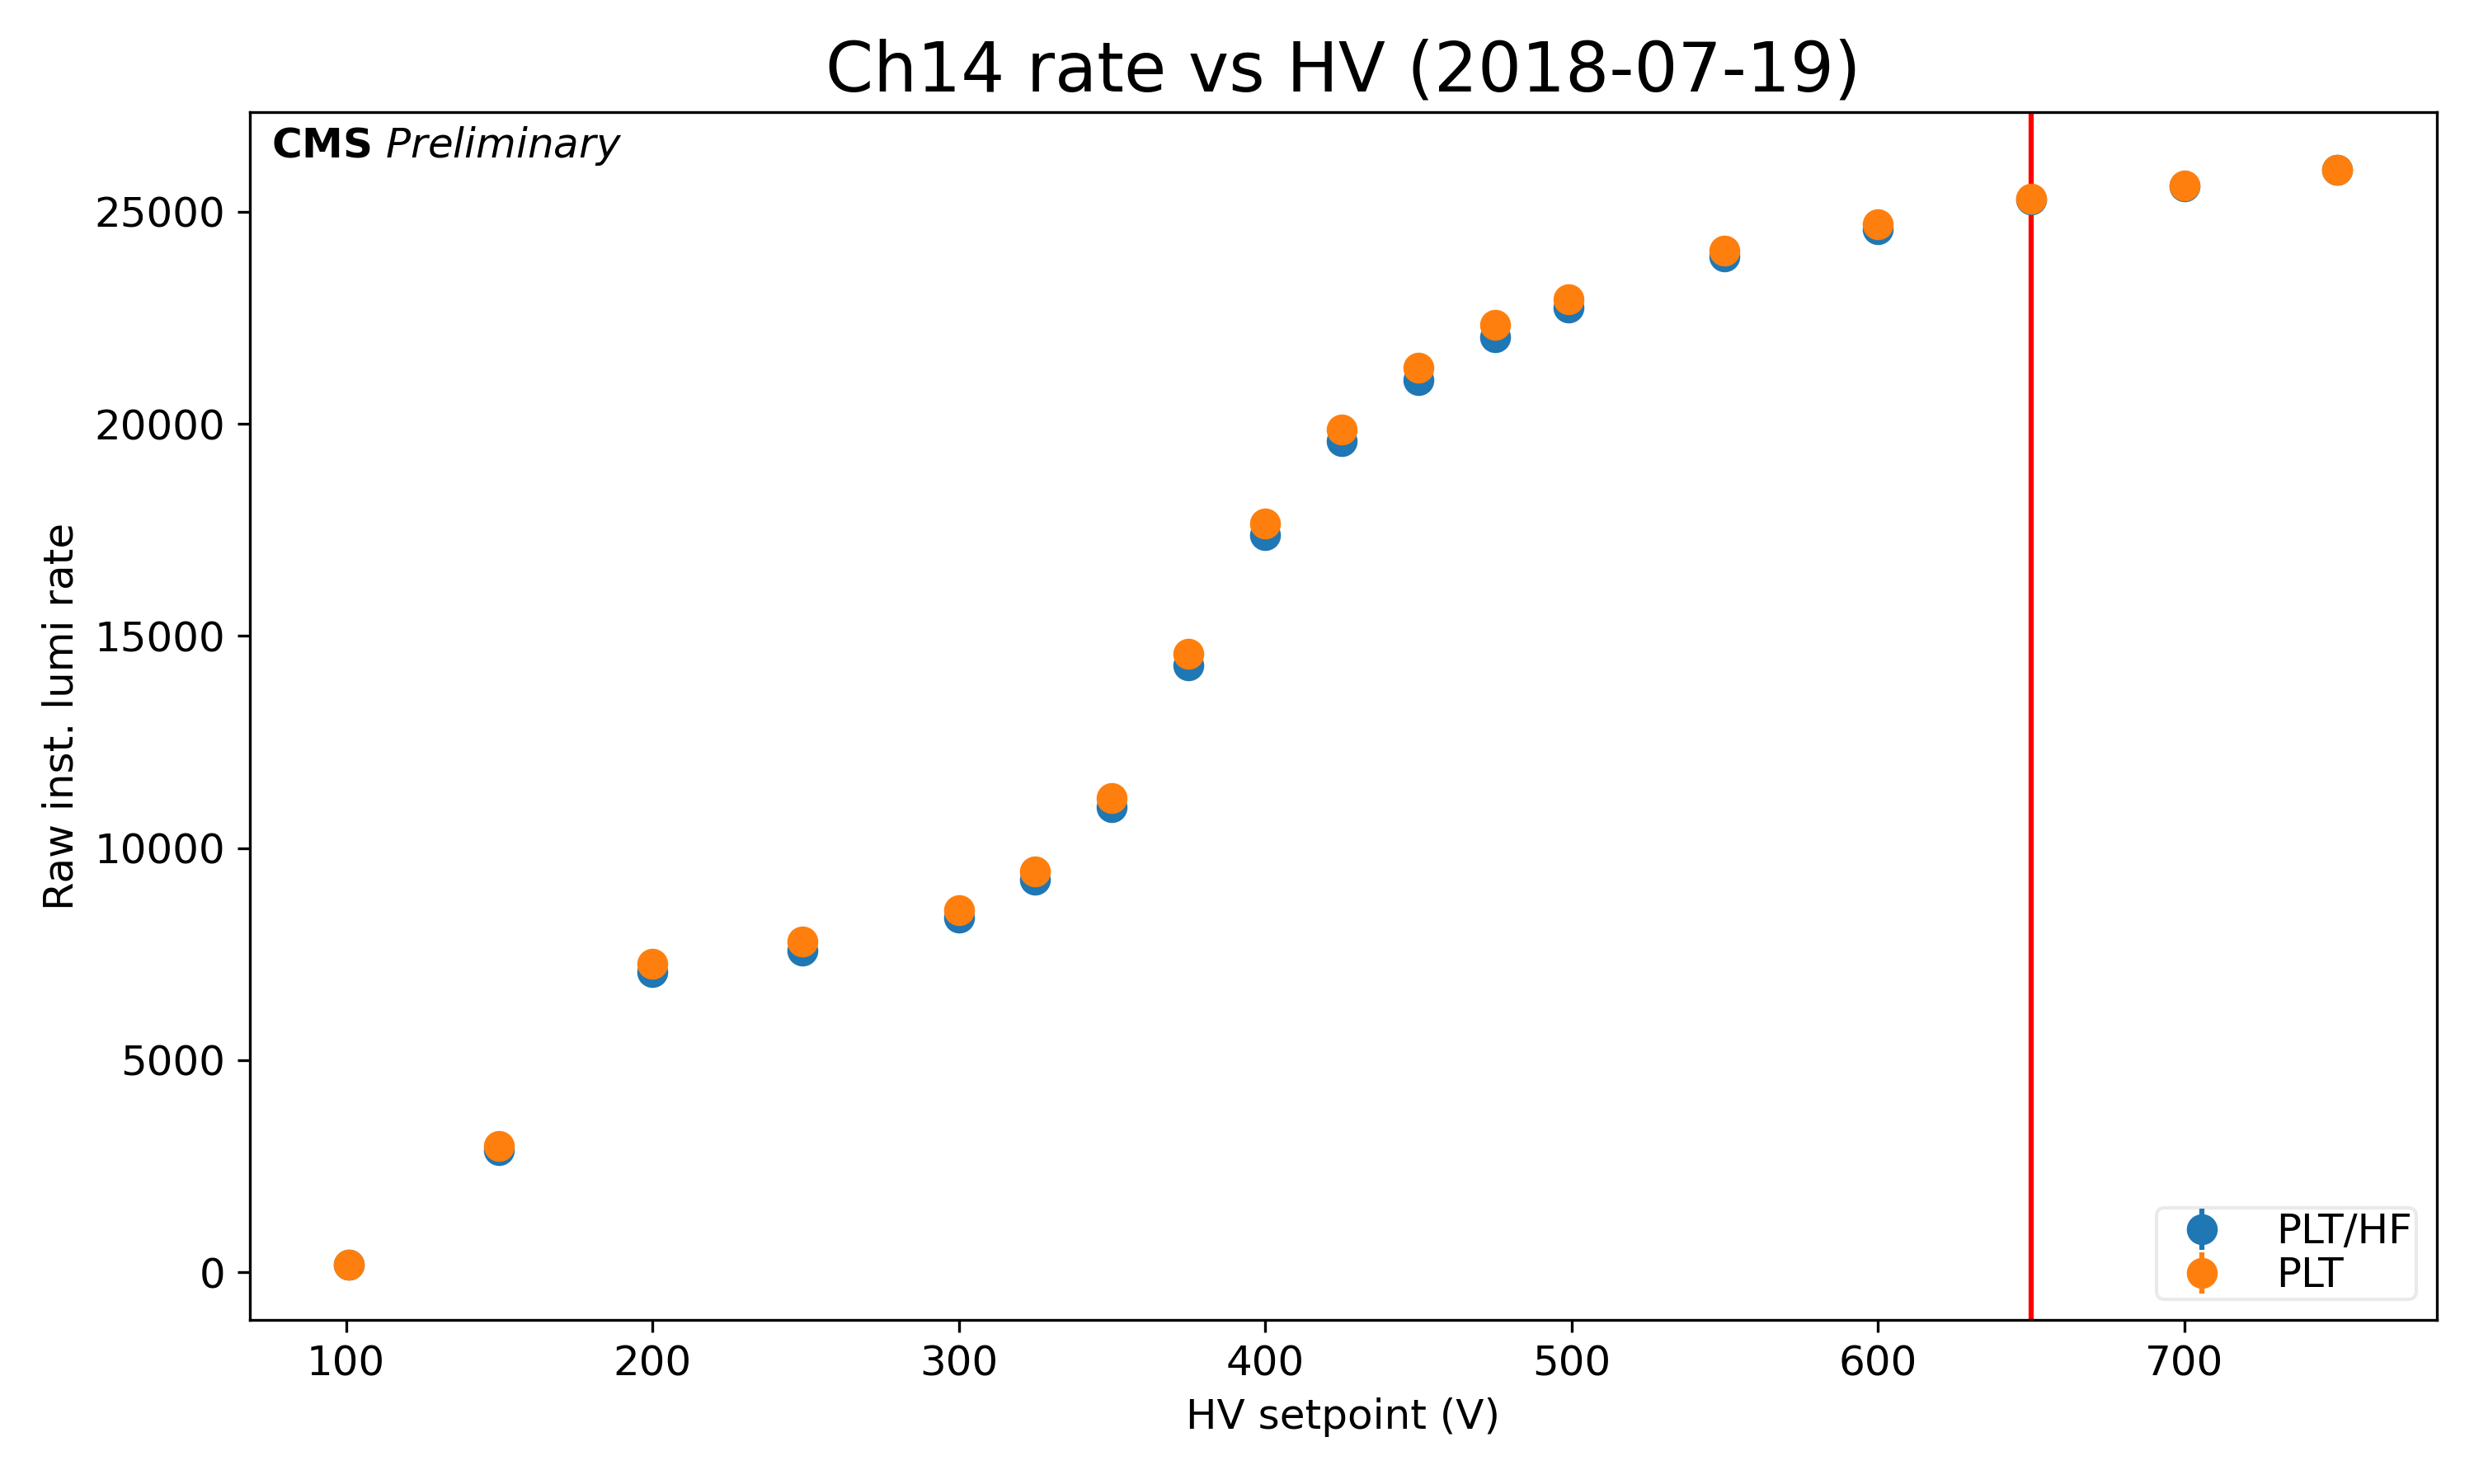 Ch14 rate vs HV (2018-07-19)
CMS Preliminary
25000
20000
15000
10000
5000
0
Raw inst. lumi rate
PLT/HF
PLT
100 200 300 400 500 600 700
HV setpoint (V)